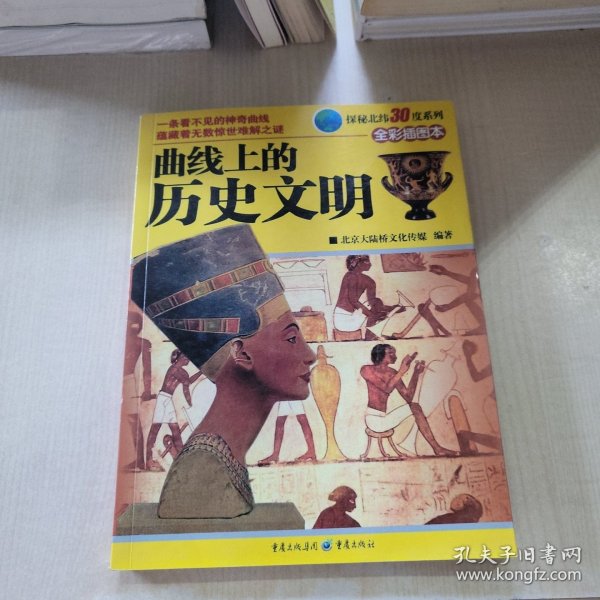 一条看不见的神奇曲线
蕴藏着无数惊世难解之谜
探秘北纬30度系列
全彩插图本
曲线上的
历史文明
■北京大陆桥文化传媒 编著
重庆出版集团 重庆出版社
孔夫子旧书网
www.kongfz.com